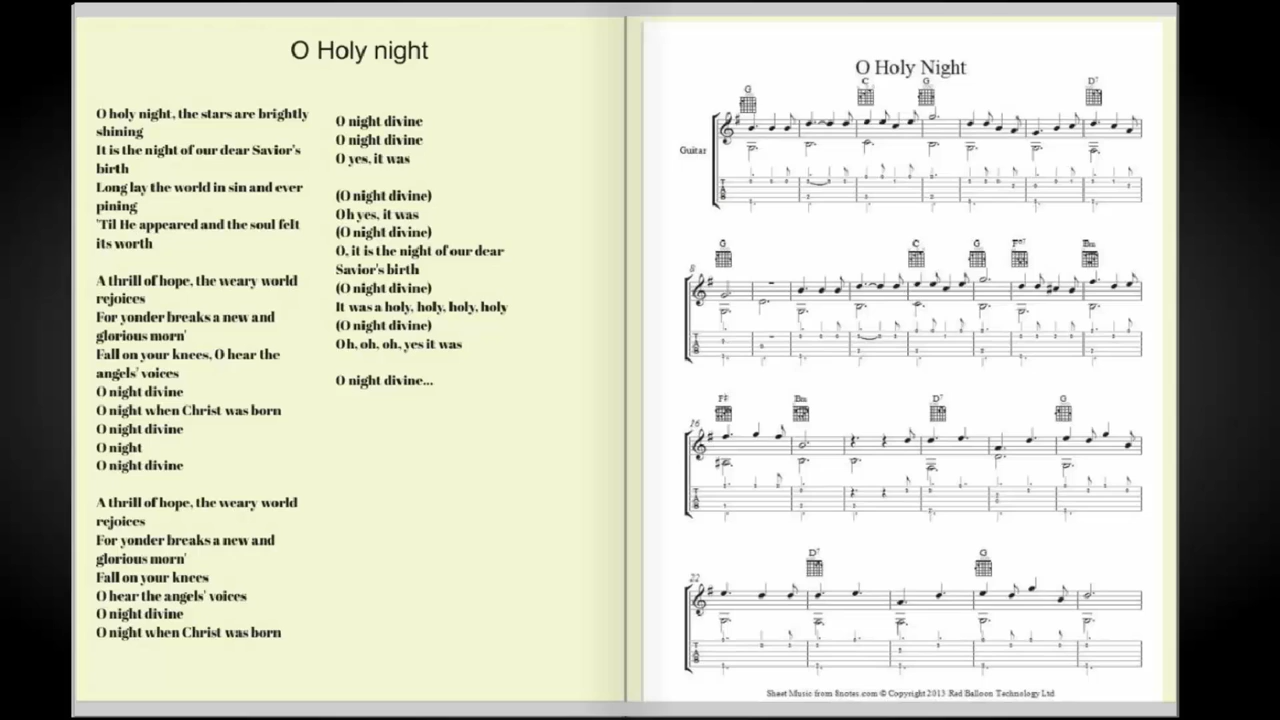 O Holy night
O holy night, the stars are brightly
shining
It is the night of our dear Savior's
birth
Long lay the world in sin and ever
pining
'Til He appeared and the soul felt
its worth
A thrill of hope, the weary world
rejoices
For yonder breaks a new and
glorious morn'
Fall on your knees, O hear the
angels' voices
O night divine
O night when Christ was born
O night divine
O night
O night divine
A thrill of hope, the weary world
rejoices
For yonder breaks a new and
glorious morn'
Fall on your knees
O hear the angels' voices
O night divine
O night when Christ was born
O night divine
O night divine
O yes, it was
(O night divine)
Oh yes, it was
(O night divine)
O, it is the night of our dear
Savior's birth
(O night divine)
It was a holy, holy, holy, holy
(O night divine)
Oh, oh, oh, yes it was
O night divine...
O Holy Night
G C G D7
Guitar
8
G C G F#7 Bm
16
F# Bm D7 G
22
D7 G
Sheet Music from 8notes.com © Copyright 2013 Red Balloon Technology Ltd